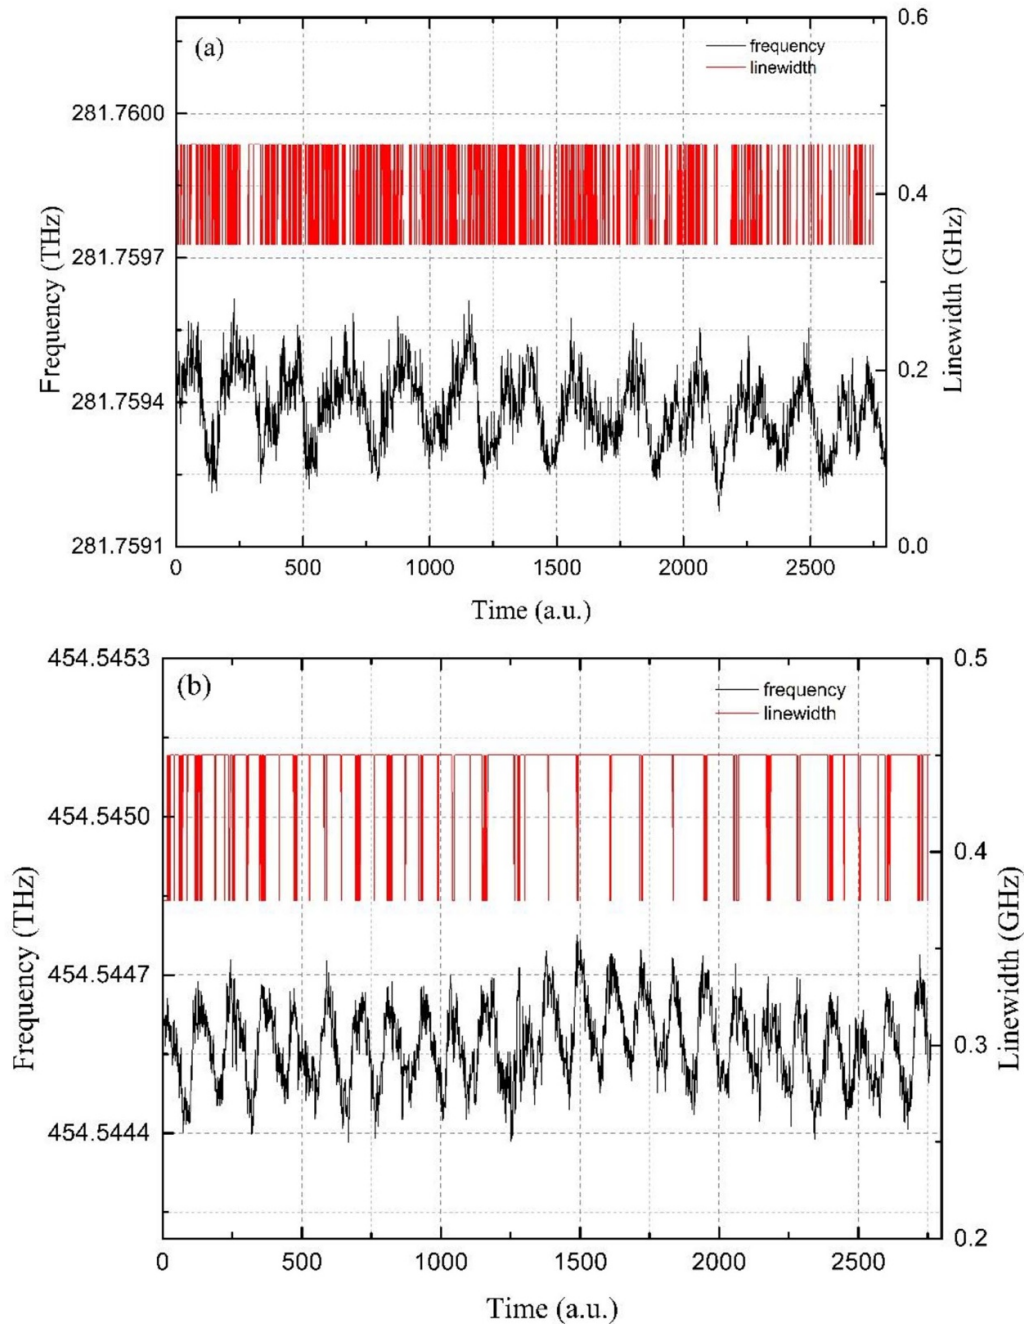 (a)
frequency
linewidth
Frequency (THz)
281.7600
281.7597
281.7594
281.7591
0.6
0.4
0.2
0.0
Linewidth (GHz)
0 500 1000 1500 2000 2500
Time (a.u.)
(b)
frequency
linewidth
Frequency (THz)
454.5453
454.5450
454.5447
454.5444
0.5
0.4
0.3
0.2
Linewidth (GHz)
0 500 1000 1500 2000 2500
Time (a.u.)